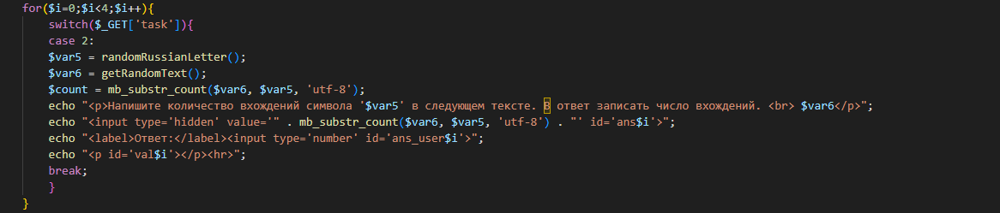 for($i=0;$i<4;$i++){
switch($_GET['task']){
case 2:
$var5 = randomRussianLetter();
$var6 = getRandomText();
$count = mb_substr_count($var6, $var5, 'utf-8');
echo "<p>Напишите количество вхождений символа '$var5' в следующем тексте. В ответ записать число вхождений. <br> $var6</p>";
echo "<input type='hidden' value='" . mb_substr_count($var6, $var5, 'utf-8') . "' id='ans$i'>";
echo "<label>Ответ:</label><input type='number' id='ans_user$i'>";
echo "<p id='val$i'></p><hr>";
break;
}
}